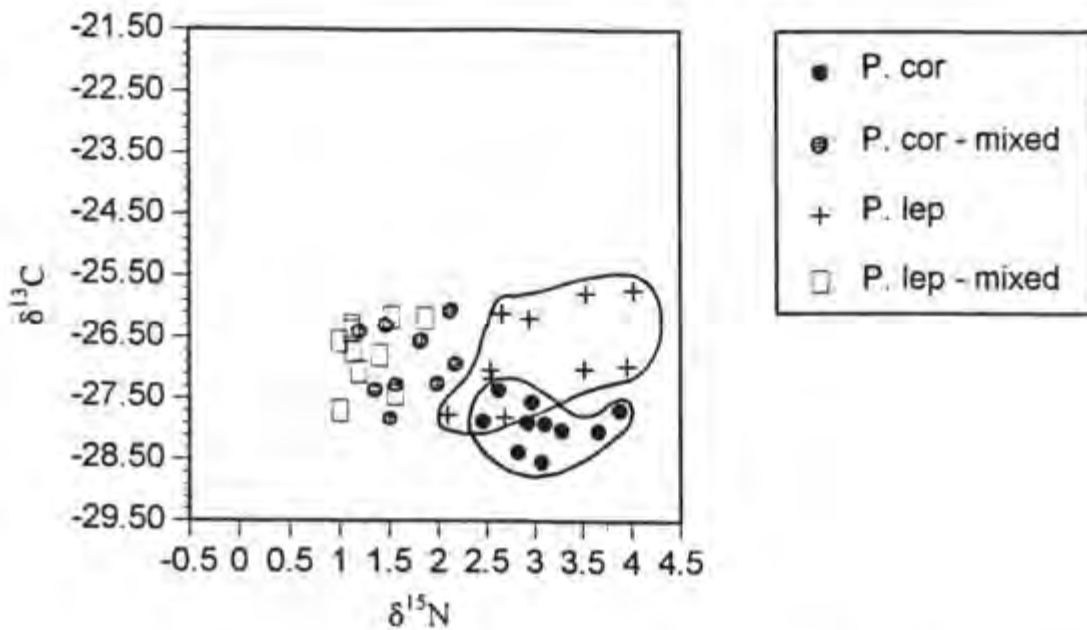 -21.50
-22.50
-23.50
-24.50
-25.50
-26.50
-27.50
-28.50
-29.50
δ¹³C
-0.5 0 0.5 1 1.5 2 2.5 3 3.5 4 4.5
δ¹⁵N
P. cor
P. cor - mixed
P. lep
P. lep - mixed